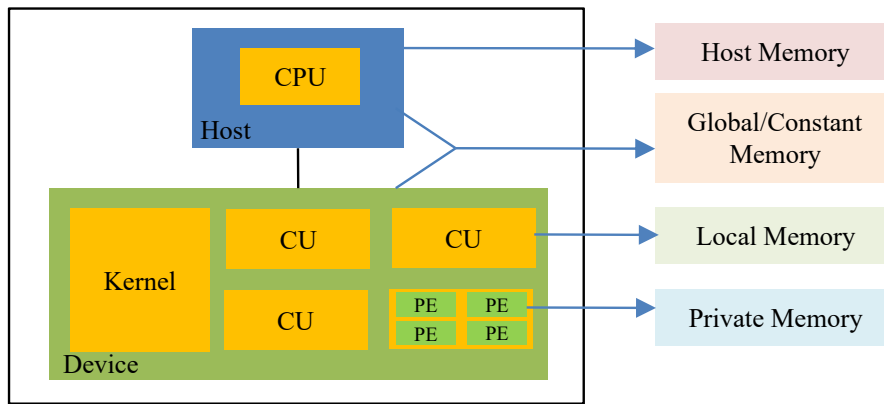 CPU
Host
Host Memory
Global/Constant
Memory
Kernel
CU
CU
Local Memory
CU
PE PE
PE PE
Private Memory
Device